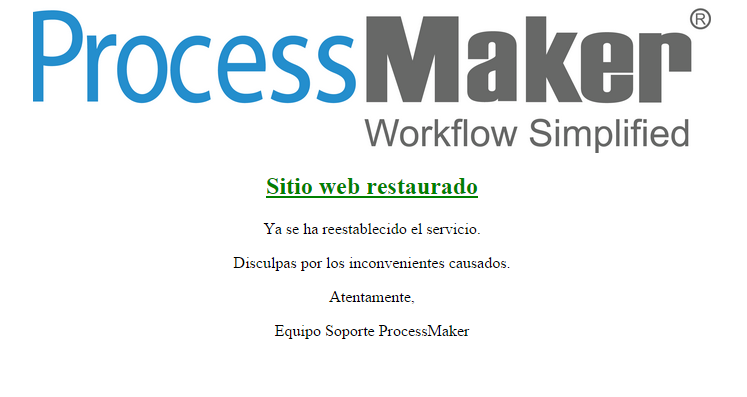 ProcessMaker®
Workflow Simplified
Sitio web restaurado
Ya se ha reestablecido el servicio.
Disculpas por los inconvenientes causados.
Atentamente,
Equipo Soporte ProcessMaker